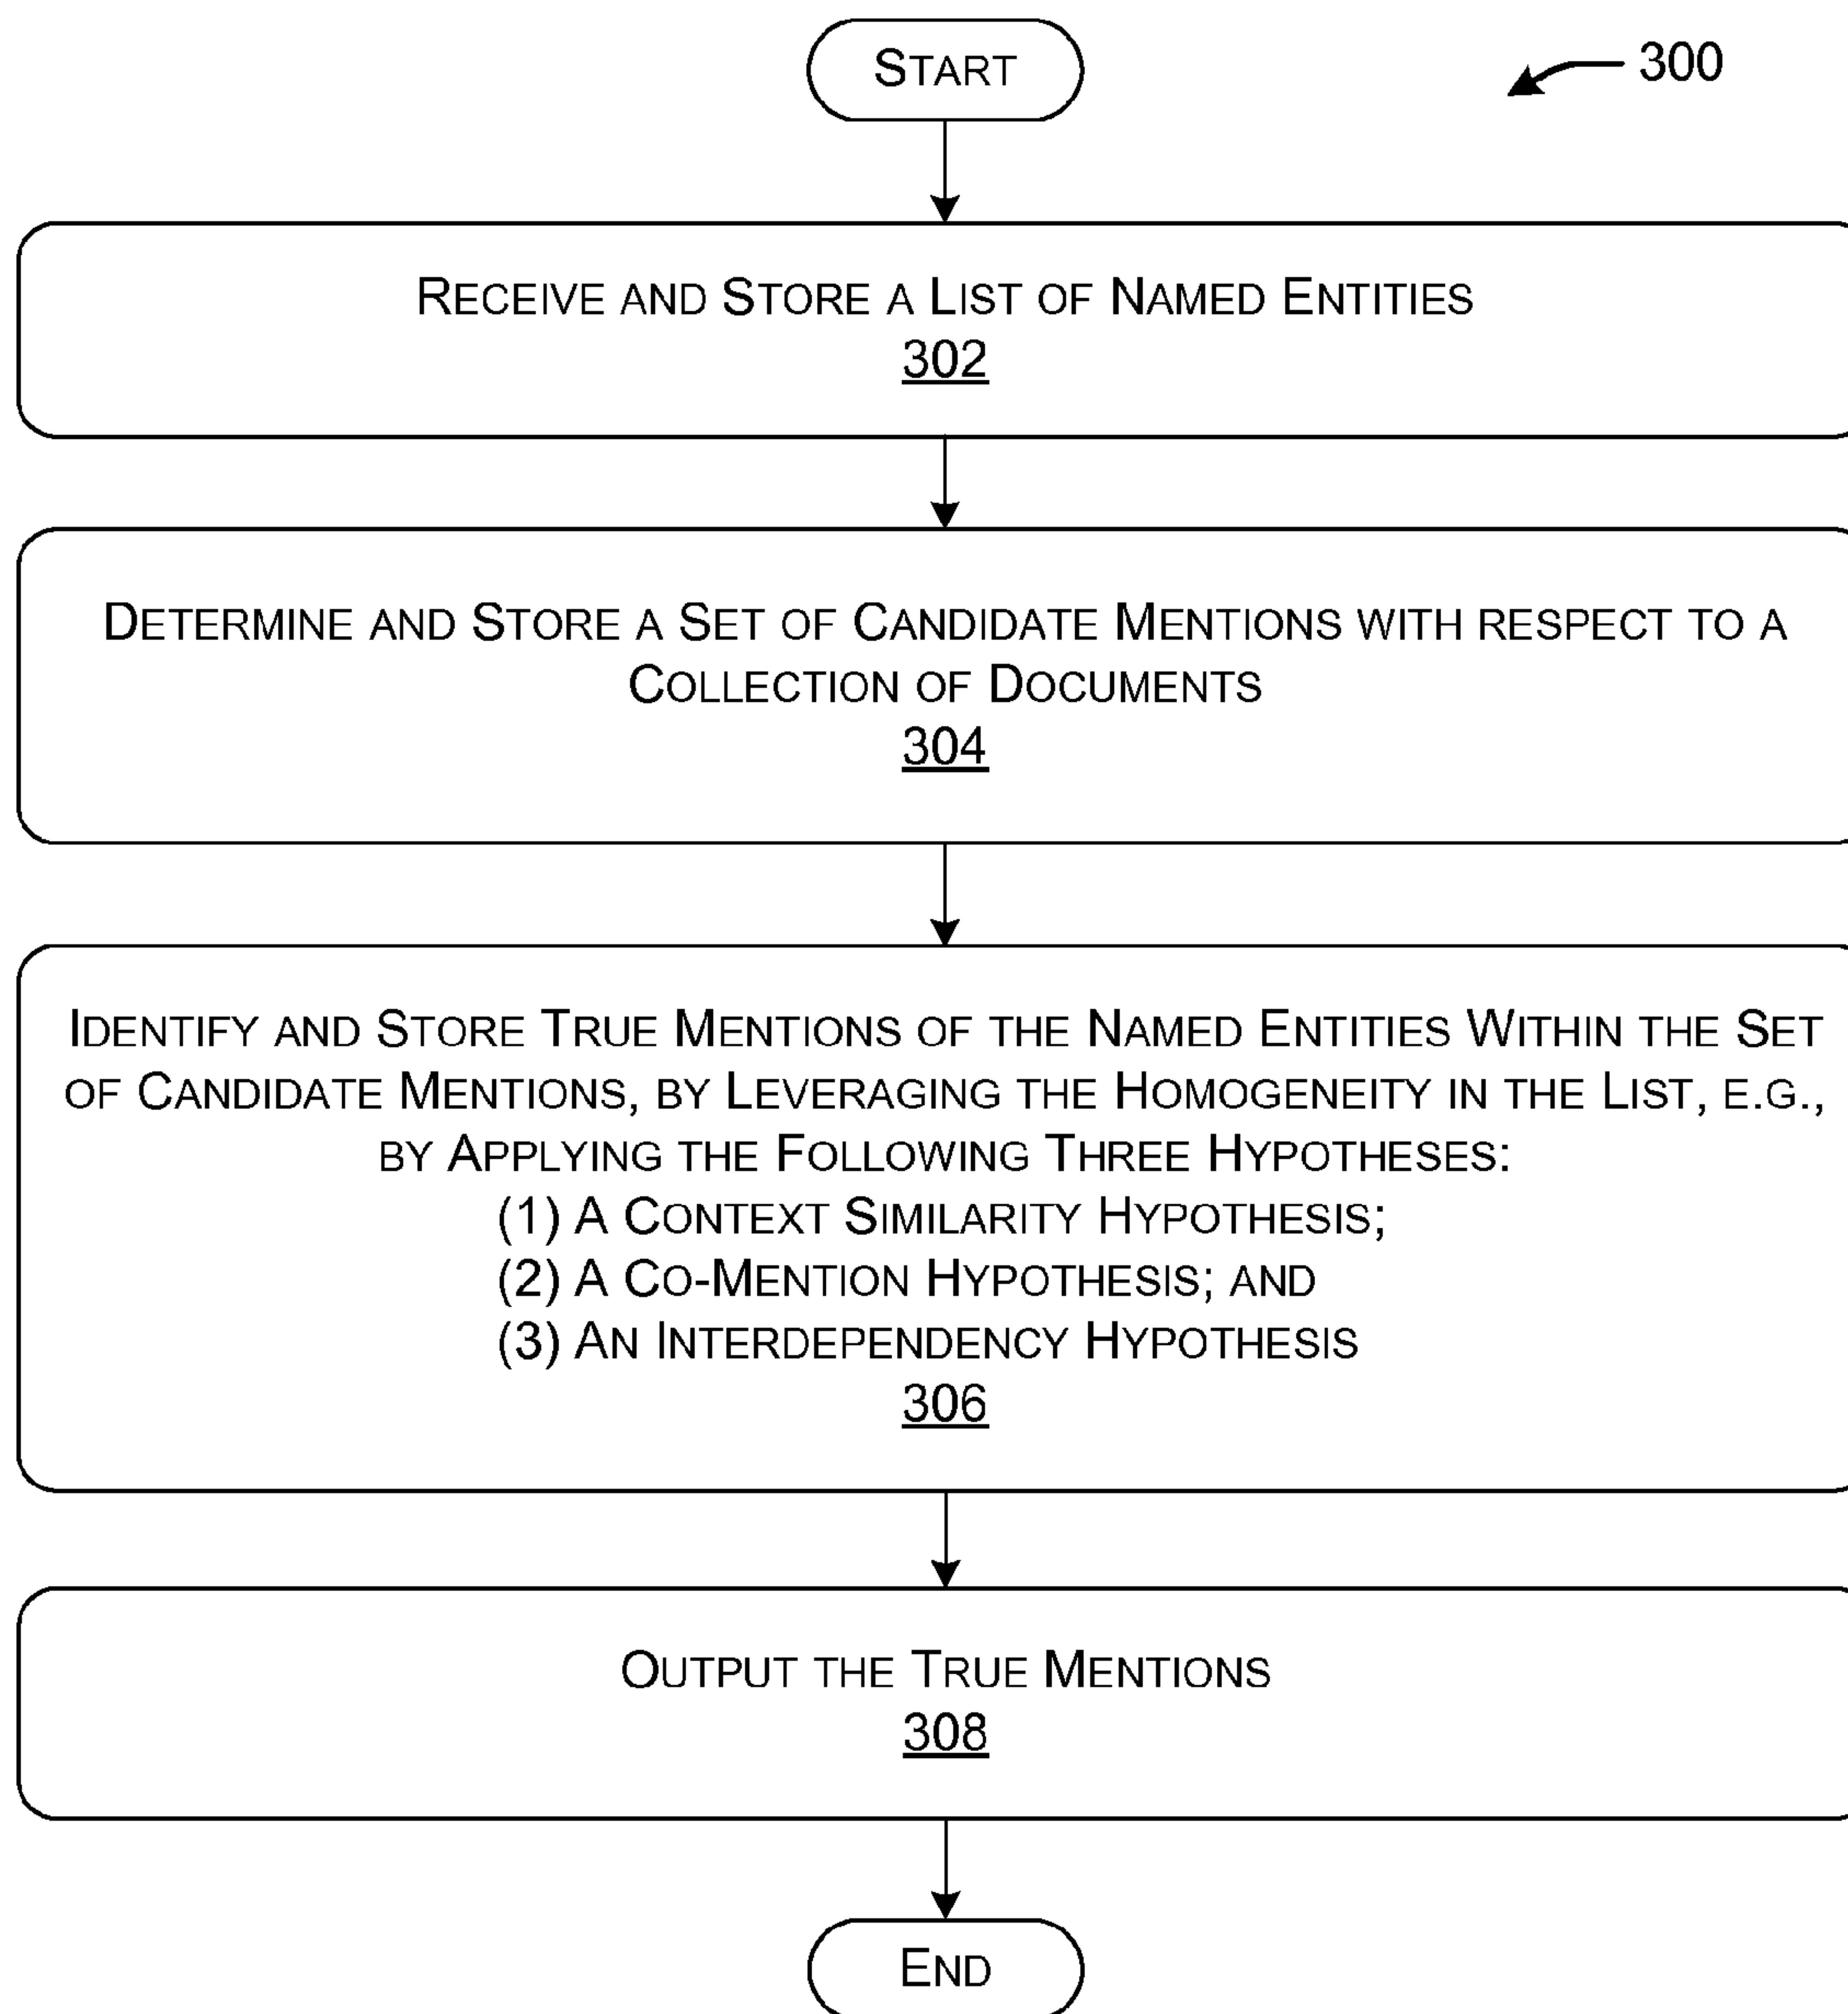 START
300
RECEIVE AND STORE A LIST OF NAMED ENTITIES
302
DETERMINE AND STORE A SET OF CANDIDATE MENTIONS WITH RESPECT TO A
COLLECTION OF DOCUMENTS
304
IDENTIFY AND STORE TRUE MENTIONS OF THE NAMED ENTITIES WITHIN THE SET
OF CANDIDATE MENTIONS, BY LEVERAGING THE HOMOGENEITY IN THE LIST, E.G.,
BY APPLYING THE FOLLOWING THREE HYPOTHESES:
(1) A CONTEXT SIMILARITY HYPOTHESIS;
(2) A CO-MENTION HYPOTHESIS; AND
(3) AN INTERDEPENDENCY HYPOTHESIS
306
OUTPUT THE TRUE MENTIONS
308
END